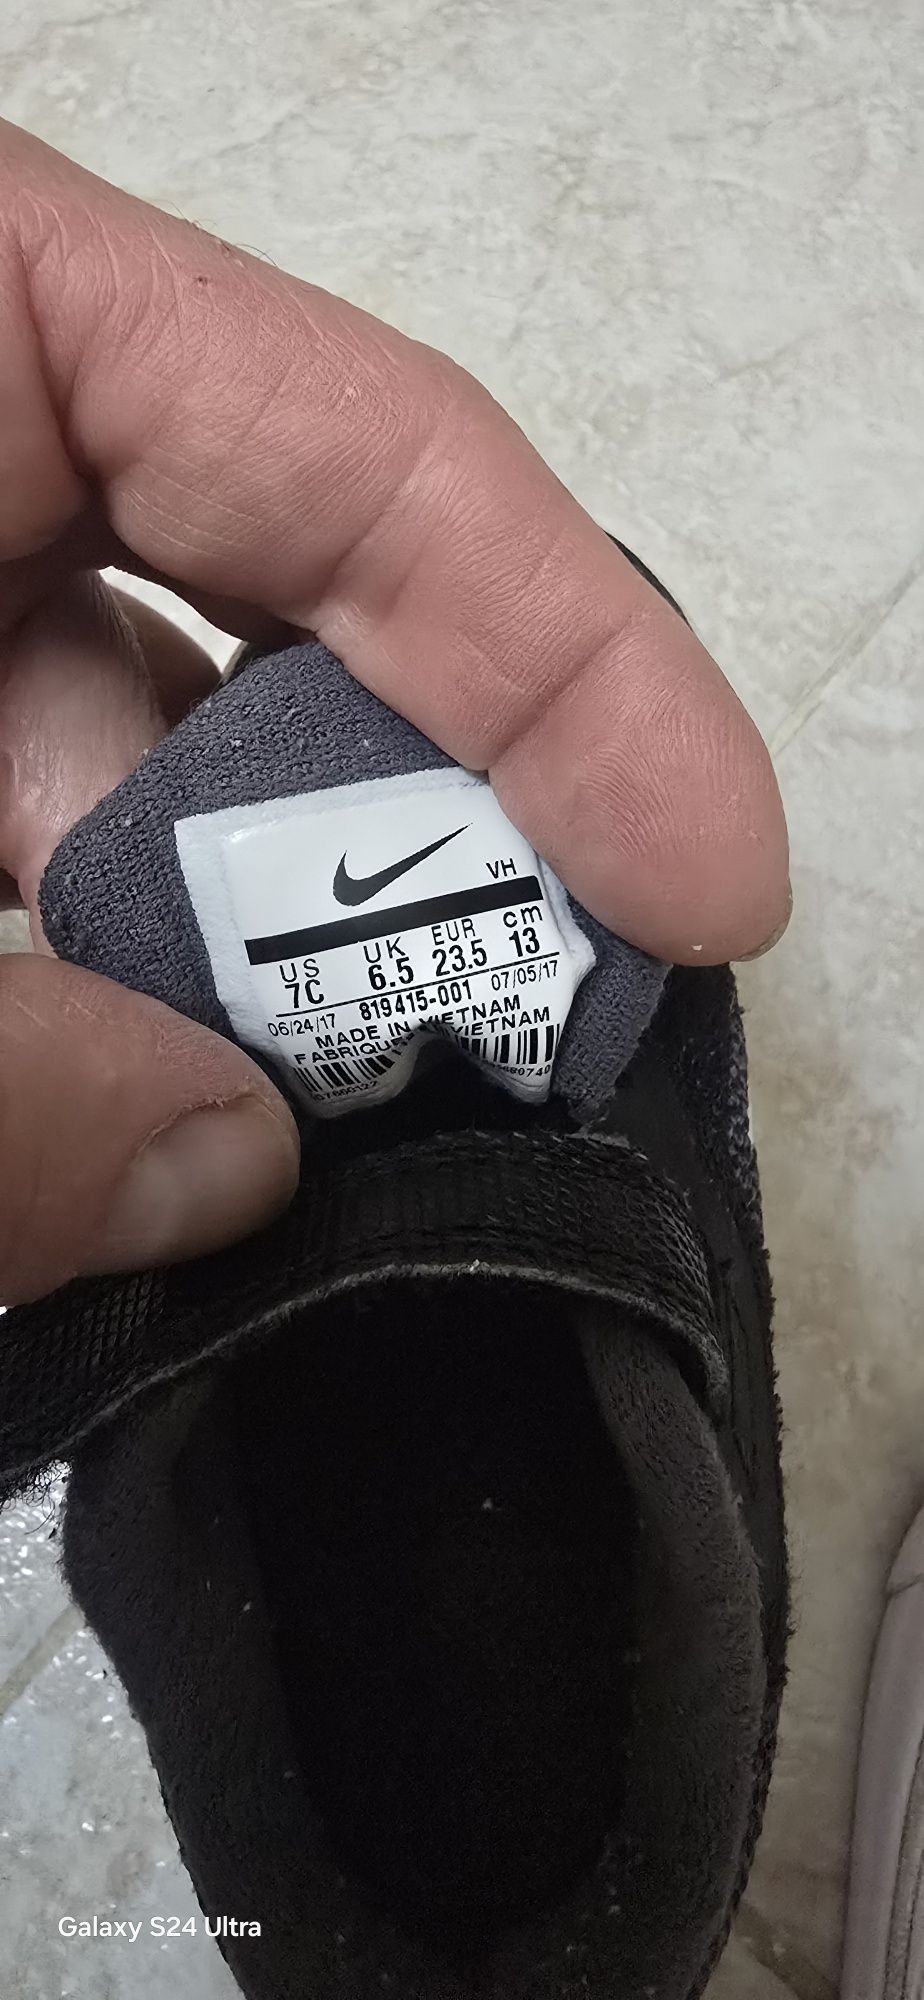 VH
US UK EUR cm
7C 6.5 23.5 13
06/24/17 819415-001 07/05/17
MADE IN VIETNAM
VIETNAM
Galaxy S24 Ultra